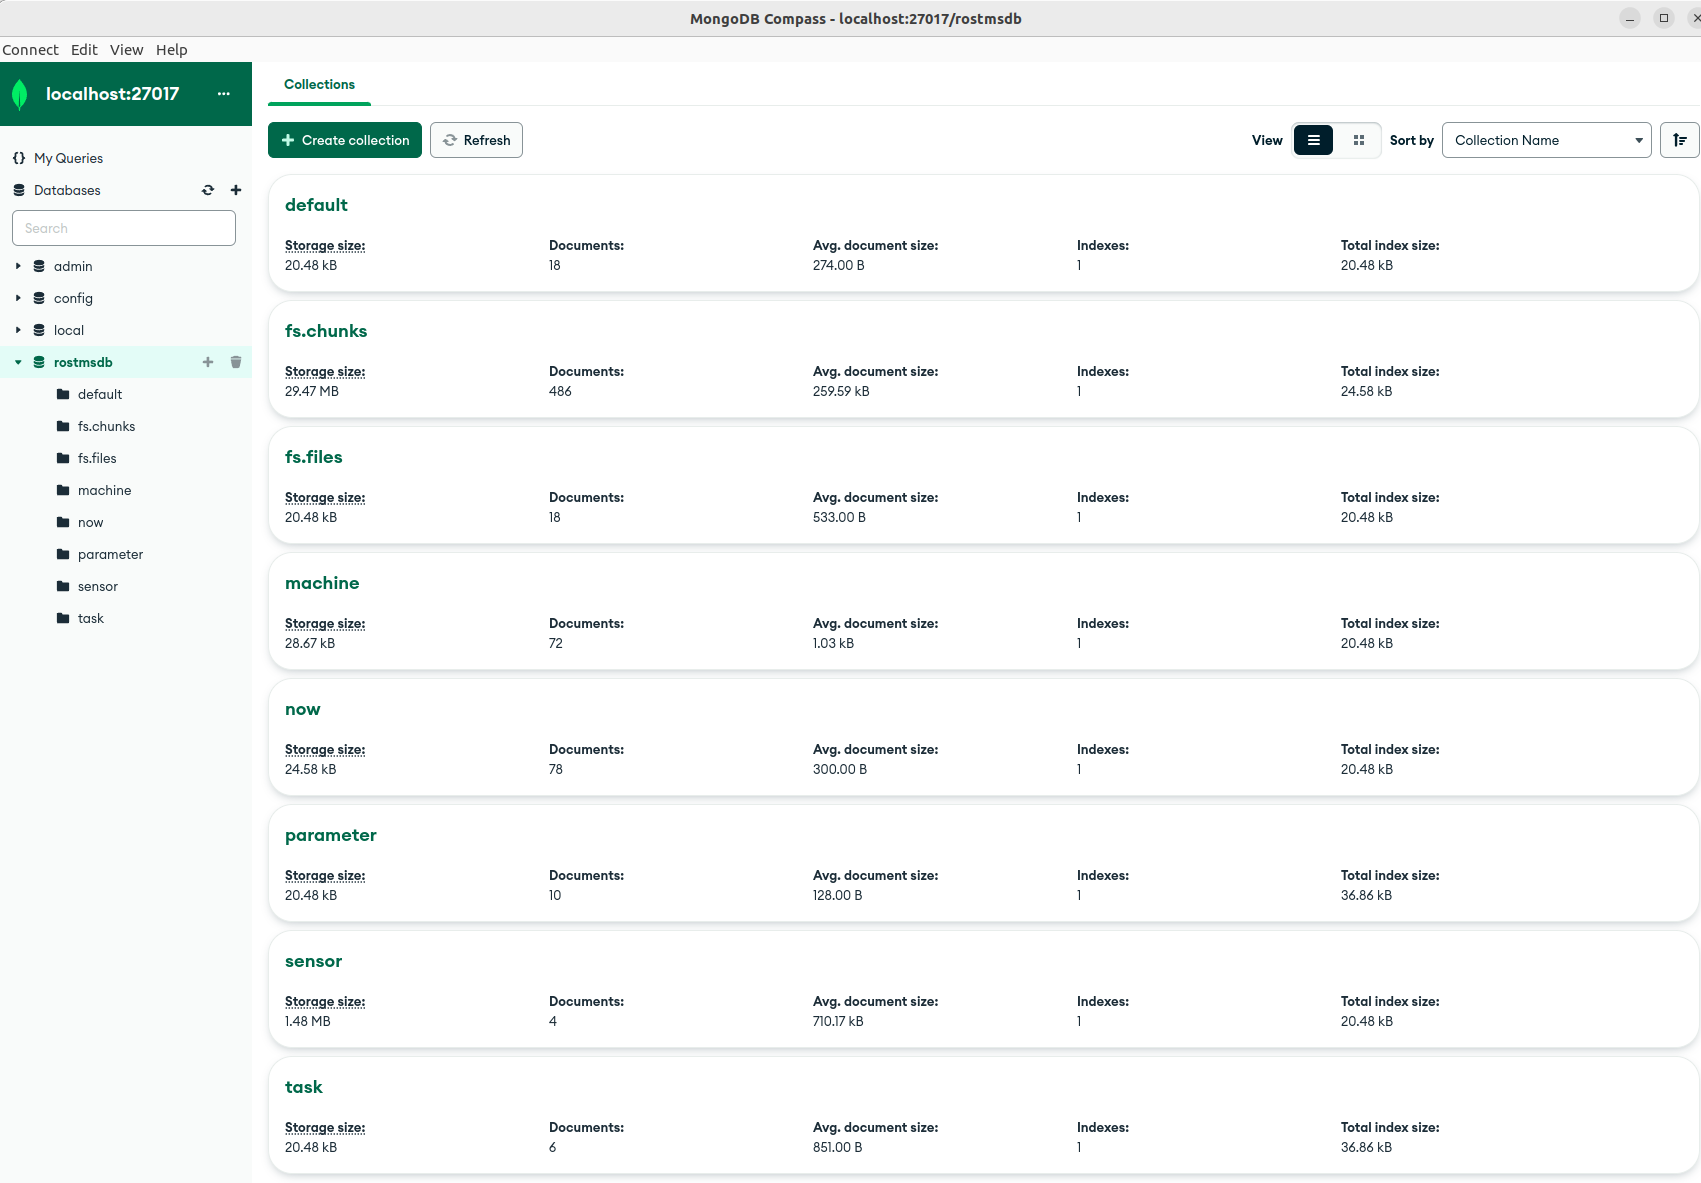 MongoDB Compass - localhost:27017/rostmsdb
Connect Edit View Help
localhost:27017 ...
My Queries
Databases
Search
admin
config
local
rostmsdb
default
fs.chunks
fs.files
machine
now
parameter
sensor
task
Collections
Create collection Refresh View Sort by Collection Name
default
Storage size: Documents: Avg. document size: Indexes: Total index size:
20.48 kB 18 274.00 B 1 20.48 kB
fs.chunks
Storage size: Documents: Avg. document size: Indexes: Total index size:
29.47 MB 486 259.59 kB 1 24.58 kB
fs.files
Storage size: Documents: Avg. document size: Indexes: Total index size:
20.48 kB 18 533.00 B 1 20.48 kB
machine
Storage size: Documents: Avg. document size: Indexes: Total index size:
28.67 kB 72 1.03 kB 1 20.48 kB
now
Storage size: Documents: Avg. document size: Indexes: Total index size:
24.58 kB 78 300.00 B 1 20.48 kB
parameter
Storage size: Documents: Avg. document size: Indexes: Total index size:
20.48 kB 10 128.00 B 1 36.86 kB
sensor
Storage size: Documents: Avg. document size: Indexes: Total index size:
1.48 MB 4 710.17 kB 1 20.48 kB
task
Storage size: Documents: Avg. document size: Indexes: Total index size:
20.48 kB 6 851.00 B 1 36.86 kB